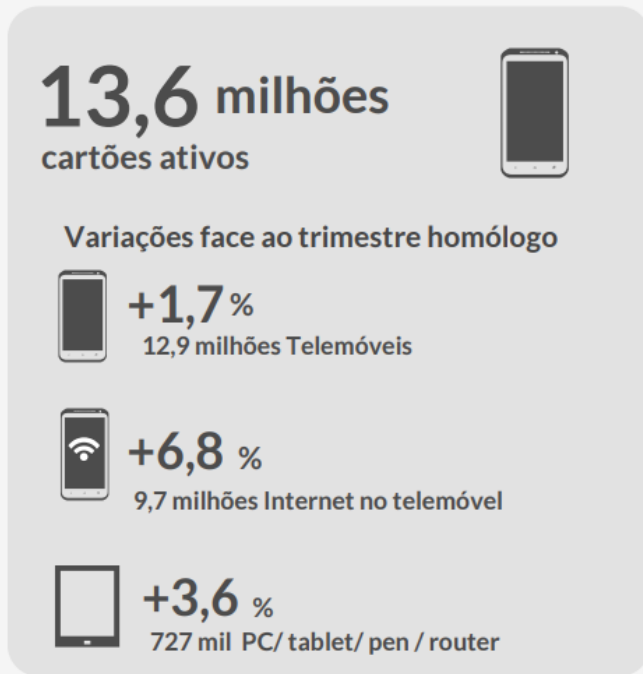 13,6 milhões
cartões ativos
Variações face ao trimestre homólogo
+1,7 %
12,9 milhões Telemóveis
+6,8 %
9,7 milhões Internet no telemóvel
+3,6 %
727 mil PC/ tablet/ pen / router